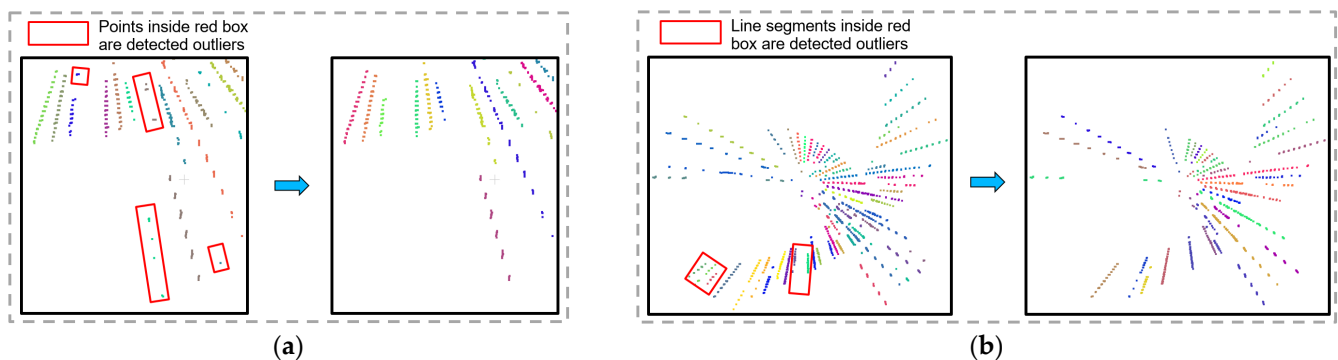 Points inside red box
are detected outliers
Line segments inside red
box are detected outliers
(a)
(b)